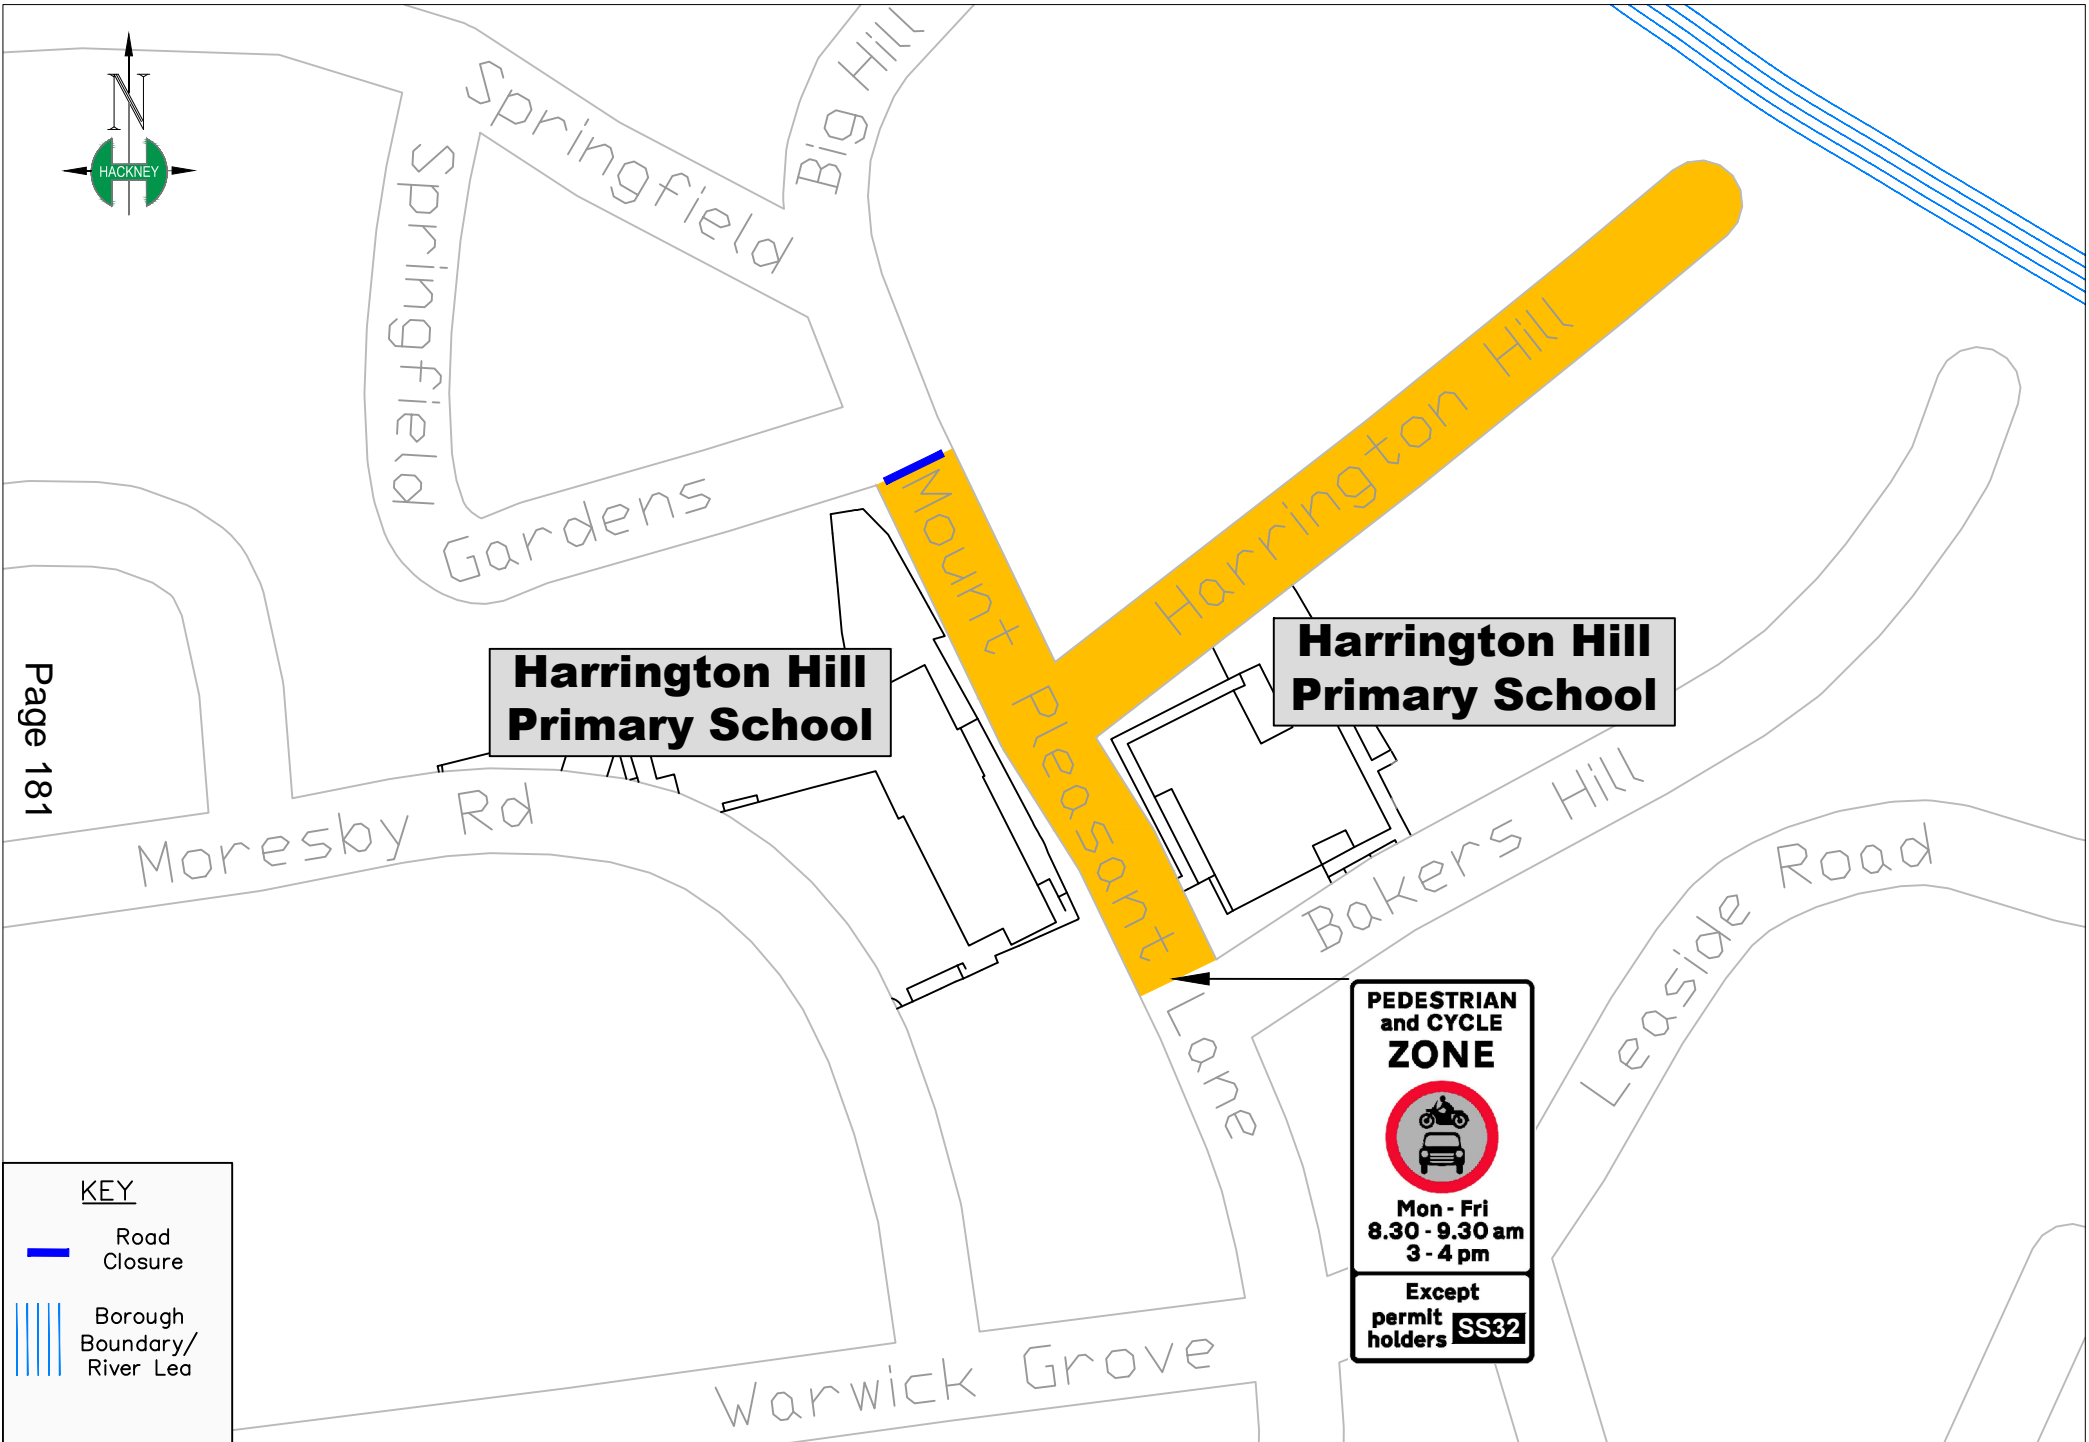 N
HACKNEY
Springfield
Big Hill
Springfield
Gardens
Harrington Hill
Mount Pleasant
Lane
Harrington Hill
Primary School
Harrington Hill
Primary School
Page 181
Moresby Rd
Bakers Hill
Leaside Road
Warwick Grove
PEDESTRIAN
and CYCLE
ZONE
Mon - Fri
8.30 - 9.30 am
3 - 4 pm
Except
permit
holders SS32
KEY
Road
Closure
Borough
Boundary/
River Lea